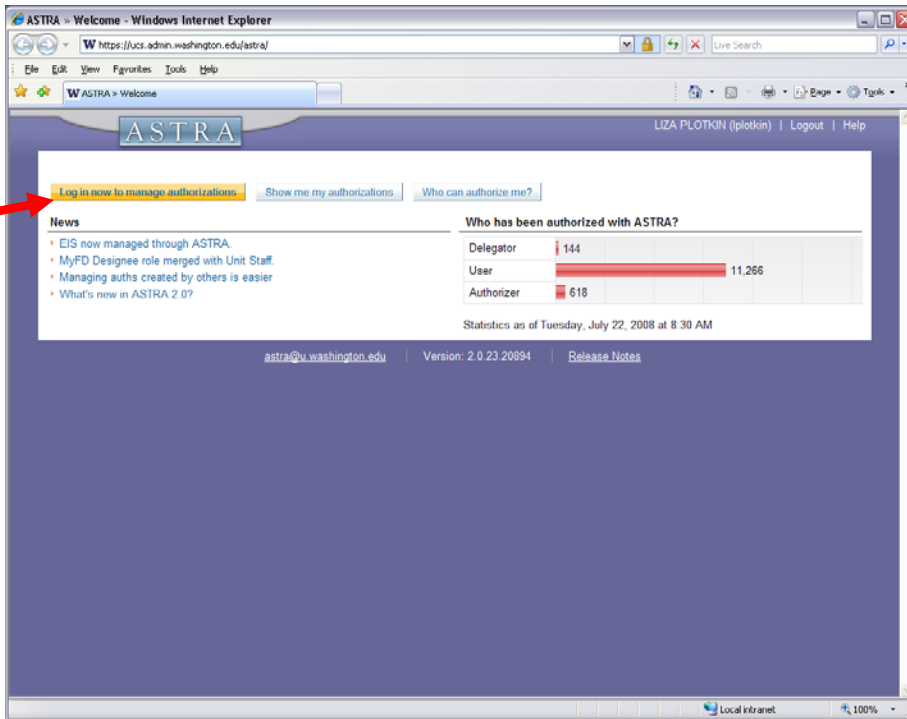 ASTRA » Welcome - Windows Internet Explorer
W https://ucs.admin.washington.edu/astra/
Live Search
File Edit View Favorites Tools Help
W ASTRA » Welcome
Page Tools
ASTRA
LIZA PLOTKIN (lplotkin) | Logout | Help
Log in now to manage authorizations Show me my authorizations Who can authorize me?
News
EIS now managed through ASTRA.
MyFD Designee role merged with Unit Staff.
Managing auths created by others is easier
What's new in ASTRA 2.0?
Who has been authorized with ASTRA?
Delegator 144
User 11,266
Authorizer 618
Statistics as of Tuesday, July 22, 2008 at 8:30 AM
astra@u.washington.edu | Version: 2.0.23.20894 | Release Notes
Local intranet 100%